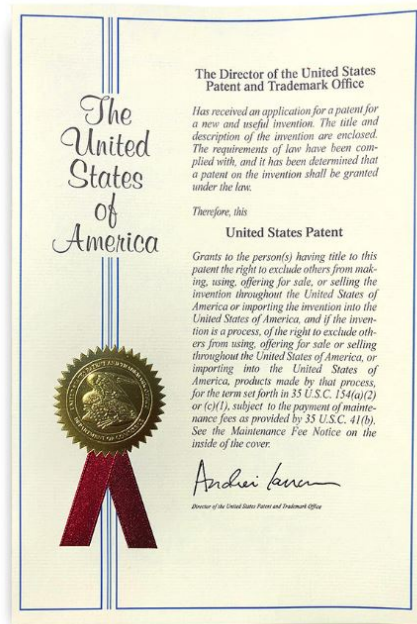 The
United
States
of
America
The Director of the United States
Patent and Trademark Office
Has received an application for a patent for
a new and useful invention. The title and
description of the invention are enclosed.
The requirements of law have been com-
plied with, and it has been determined that
a patent on the invention shall be granted
under the law.
Therefore, this
United States Patent
Grants to the person(s) having title to this
patent the right to exclude others from mak-
ing, using, offering for sale, or selling the
invention throughout the United States of
America or importing the invention into the
United States of America, and if the inven-
tion is a process, of the right to exclude oth-
ers from using, offering for sale or selling
throughout the United States of America, or
importing into the United States of
America, products made by that process,
for the term set forth in 35 U.S.C. 154(a)(2)
or (c)(1), subject to the payment of mainte-
nance fees as provided by 35 U.S.C. 41(b).
See the Maintenance Fee Notice on the
inside of the cover.
Director of the United States Patent and Trademark Office